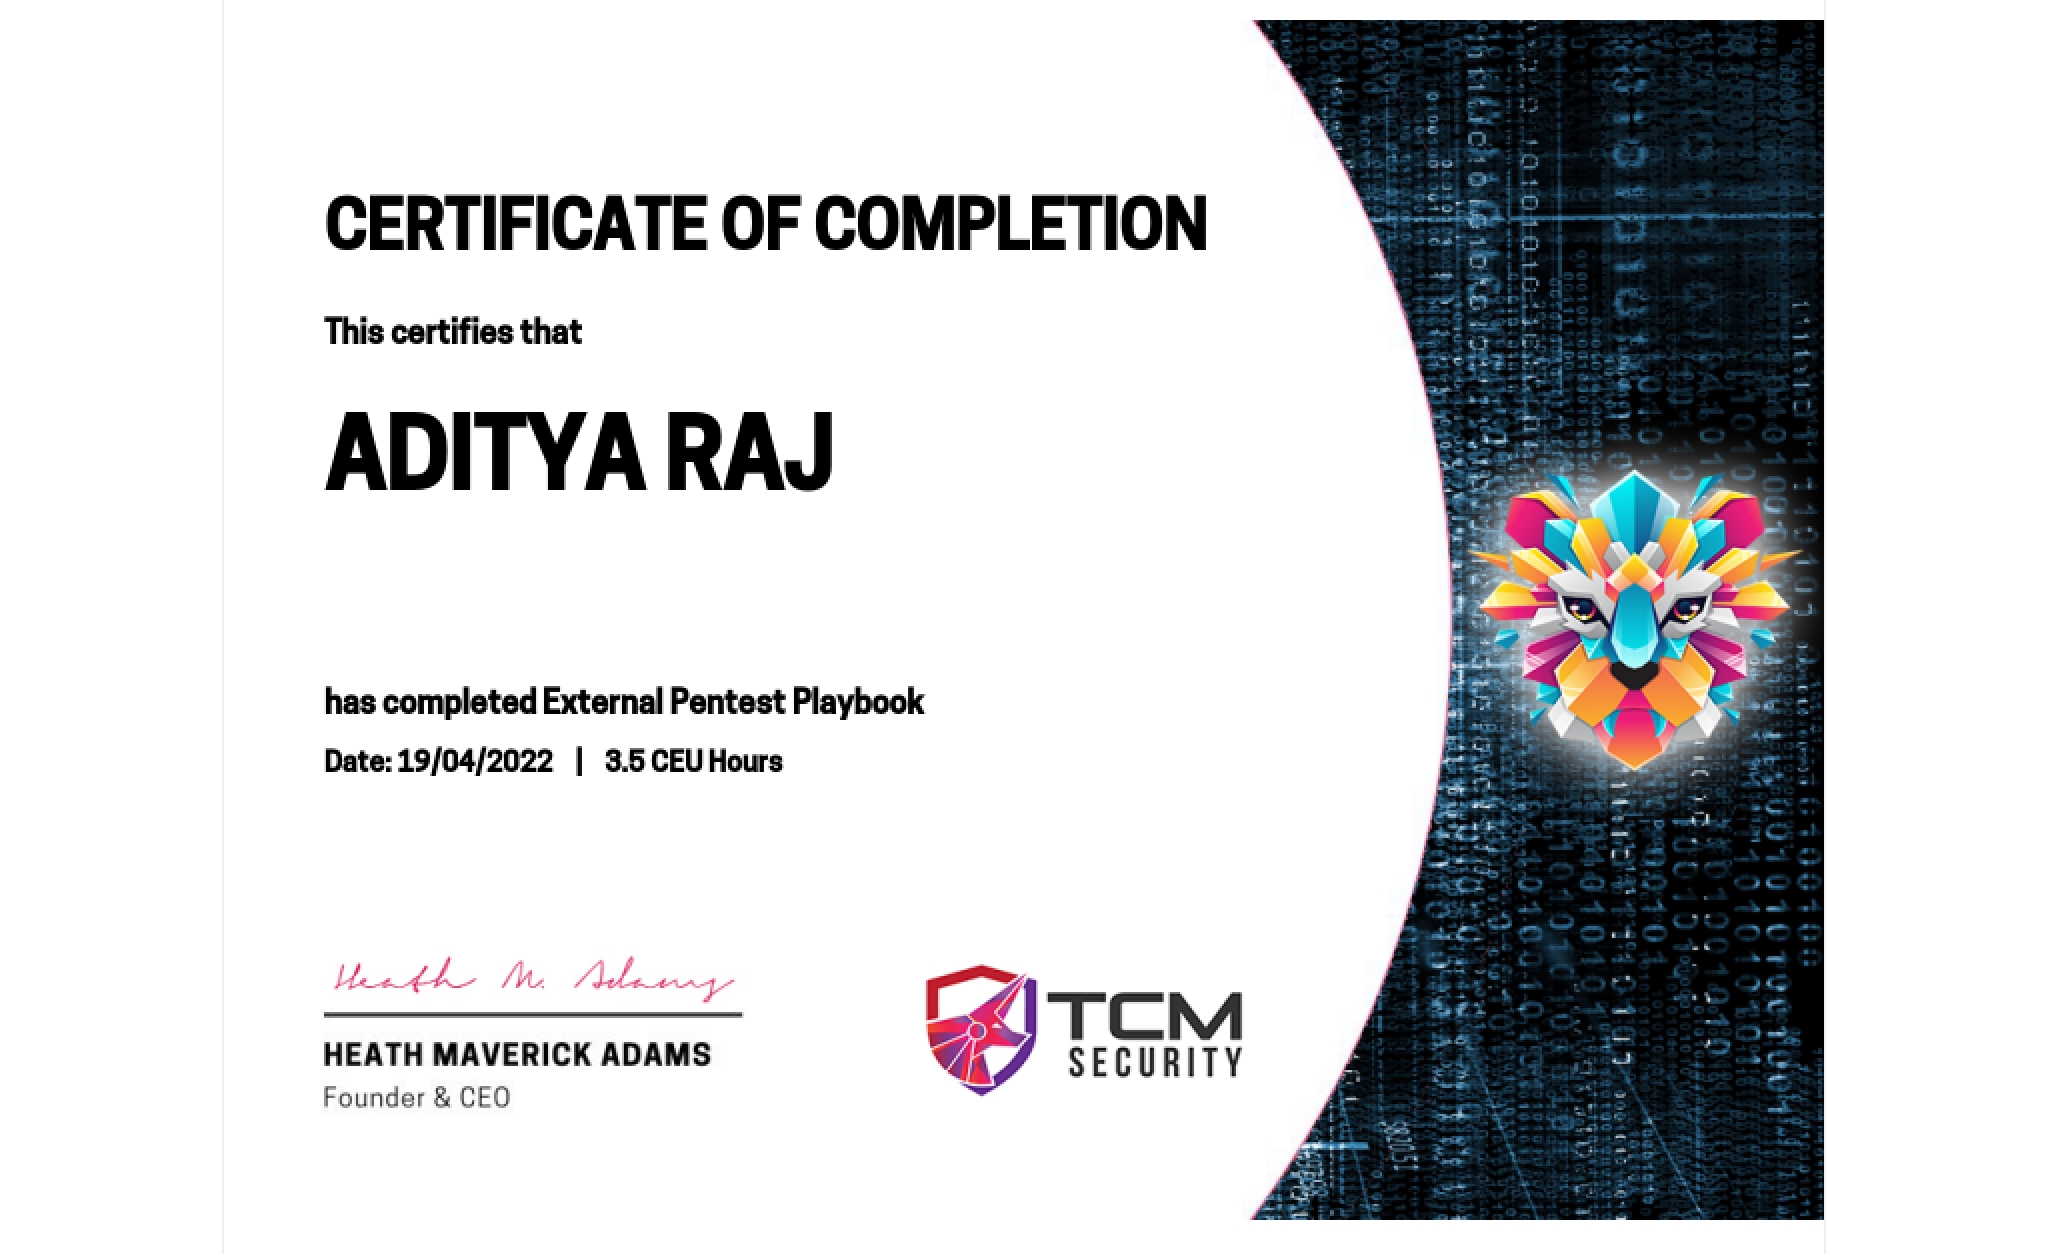 CERTIFICATE OF COMPLETION
This certifies that
ADITYA RAJ
has completed External Pentest Playbook
Date: 19/04/2022 | 3.5 CEU Hours
Heath M. Adams
HEATH MAVERICK ADAMS
Founder & CEO
TCM
SECURITY